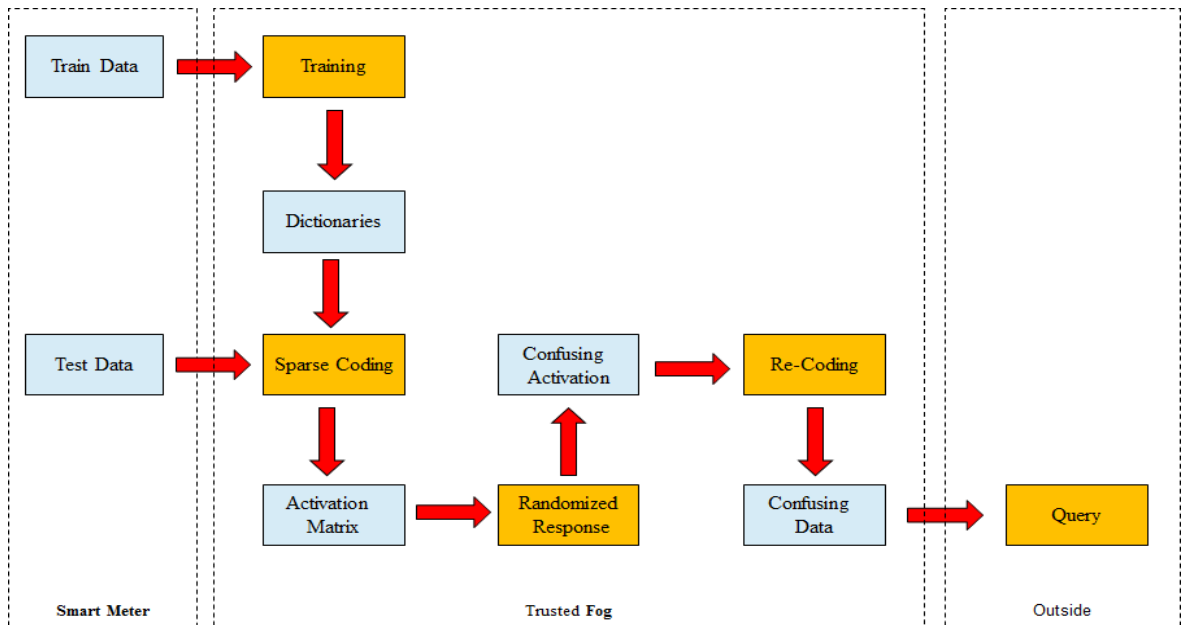 Train Data
Training
Dictionaries
Test Data
Sparse Coding
Confusing
Activation
Re-Coding
Activation
Matrix
Randomized
Response
Confusing
Data
Query
Smart Meter
Trusted Fog
Outside